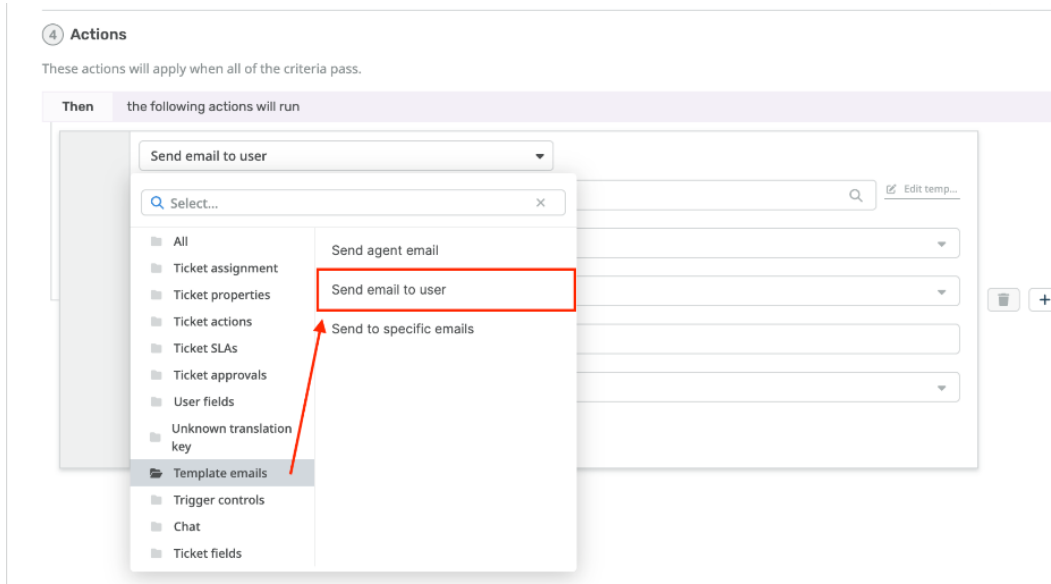 4 Actions
These actions will apply when all of the criteria pass.
Then the following actions will run
Send email to user
Select...
Edit temp...
All
Ticket assignment
Ticket properties
Ticket actions
Ticket SLAs
Ticket approvals
User fields
Unknown translation
key
Template emails
Trigger controls
Chat
Ticket fields
Send agent email
Send email to user
Send to specific emails